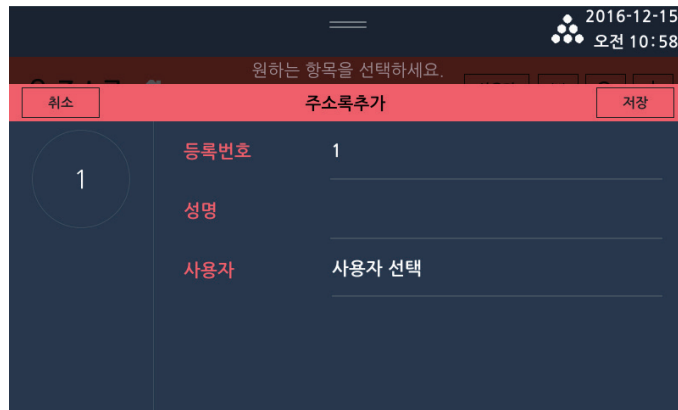 2016-12-15
오전 10:58
원하는 항목을 선택하세요.
취소
주소록추가
저장
1
등록번호
1
성명
사용자
사용자 선택